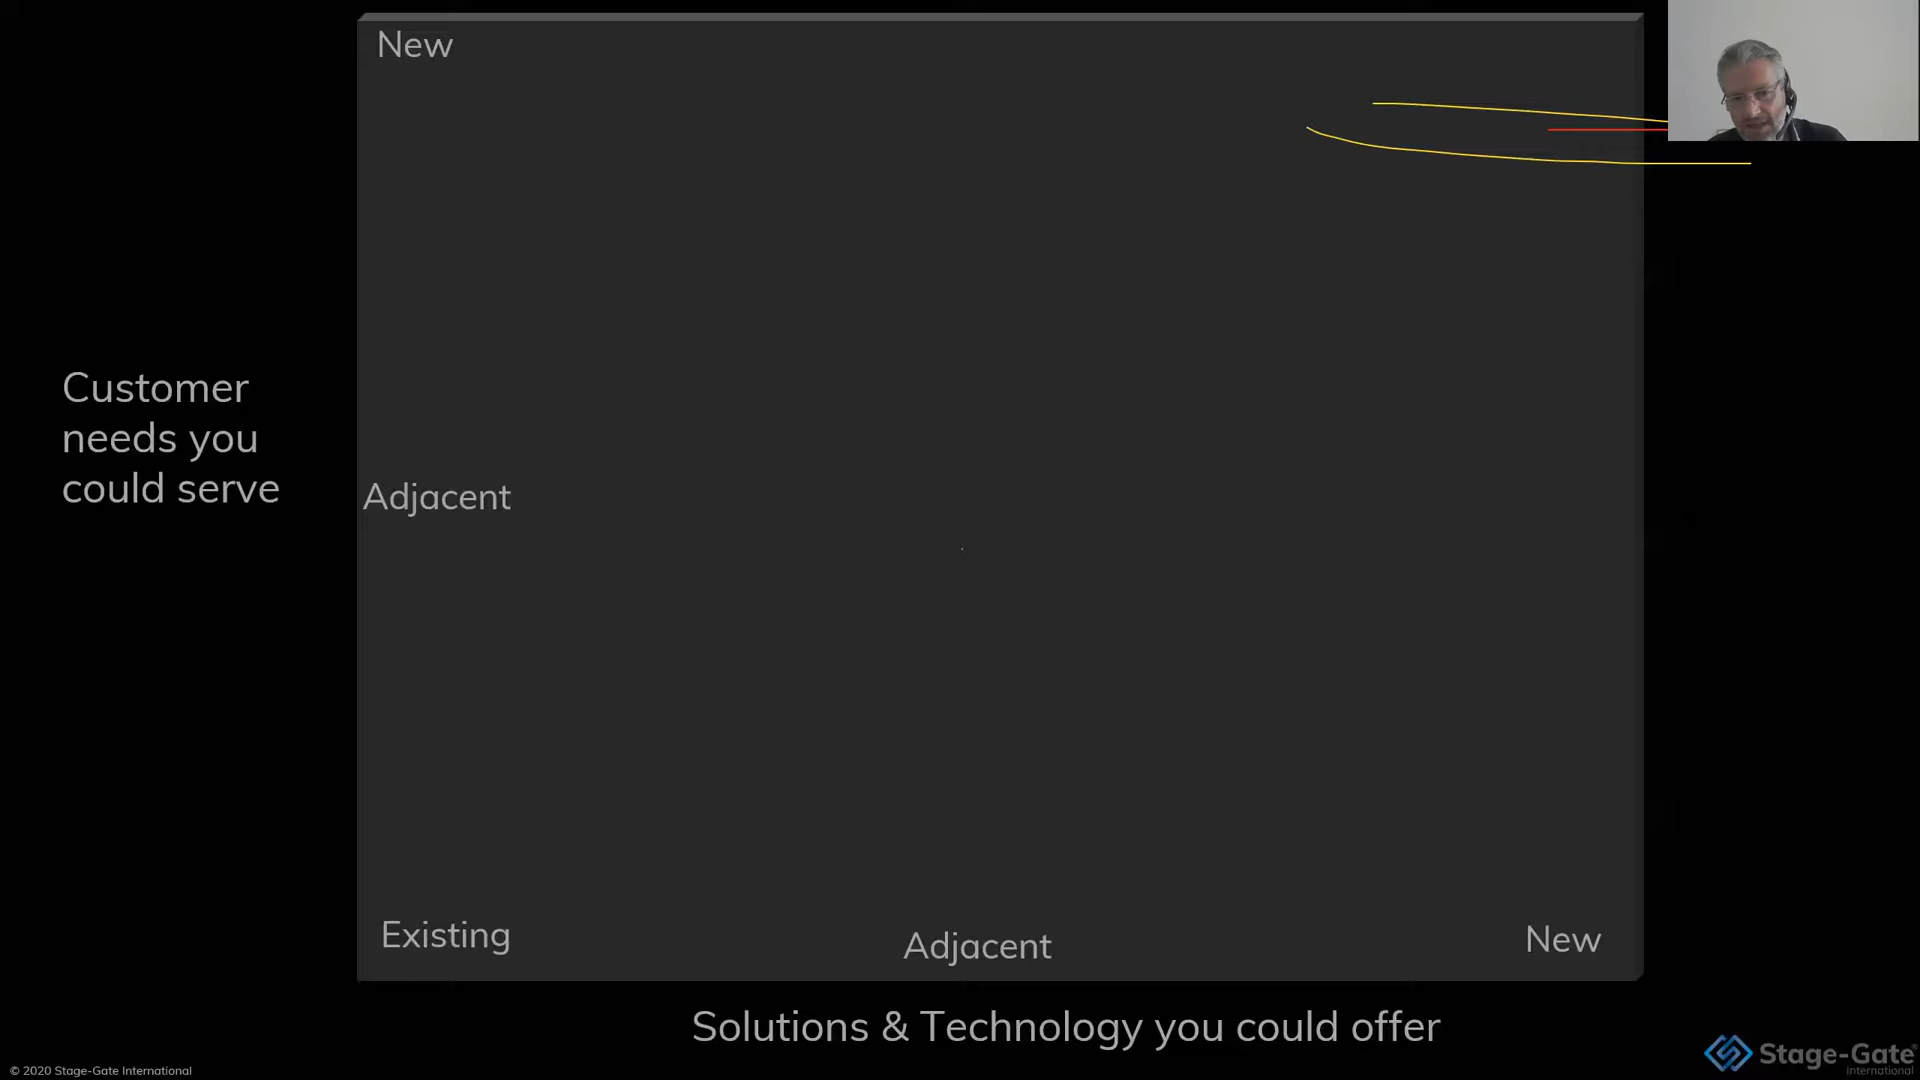 New
Customer
needs you
could serve
Adjacent
Existing
Adjacent
New
Solutions & Technology you could offer
Stage-Gate®
International
© 2020 Stage-Gate International